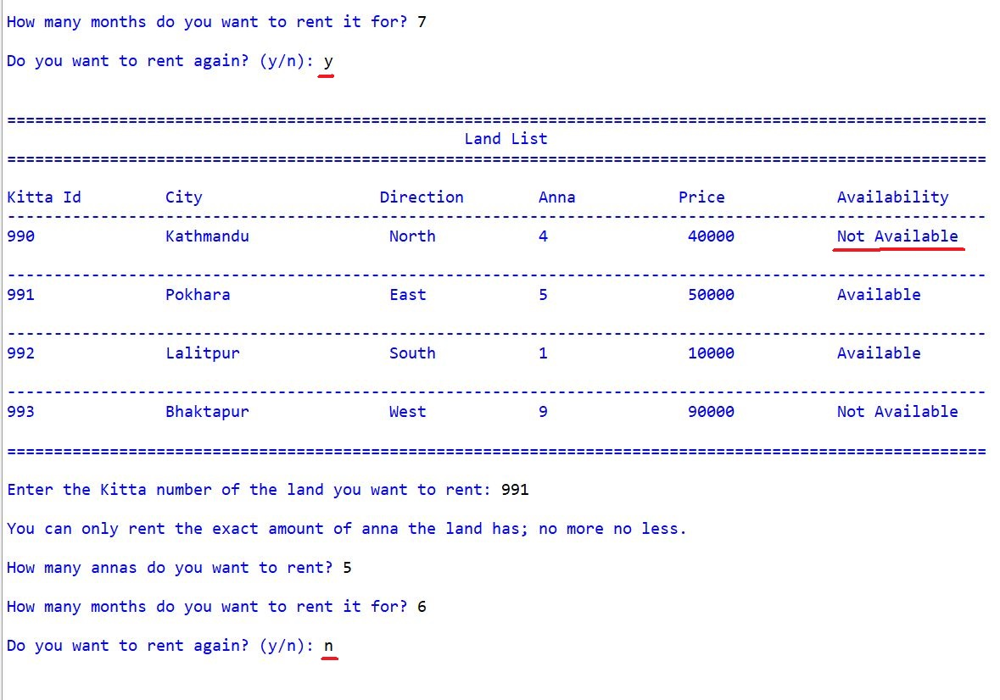 How many months do you want to rent it for? 7
Do you want to rent again? (y/n): y
=========================================================================================================
Land List
=========================================================================================================
Kitta Id City Direction Anna Price Availability
---------------------------------------------------------------------------------------------------------
990 Kathmandu North 4 40000 Not Available
---------------------------------------------------------------------------------------------------------
991 Pokhara East 5 50000 Available
---------------------------------------------------------------------------------------------------------
992 Lalitpur South 1 10000 Available
---------------------------------------------------------------------------------------------------------
993 Bhaktapur West 9 90000 Not Available
=========================================================================================================
Enter the Kitta number of the land you want to rent: 991
You can only rent the exact amount of anna the land has; no more no less.
How many annas do you want to rent? 5
How many months do you want to rent it for? 6
Do you want to rent again? (y/n): n